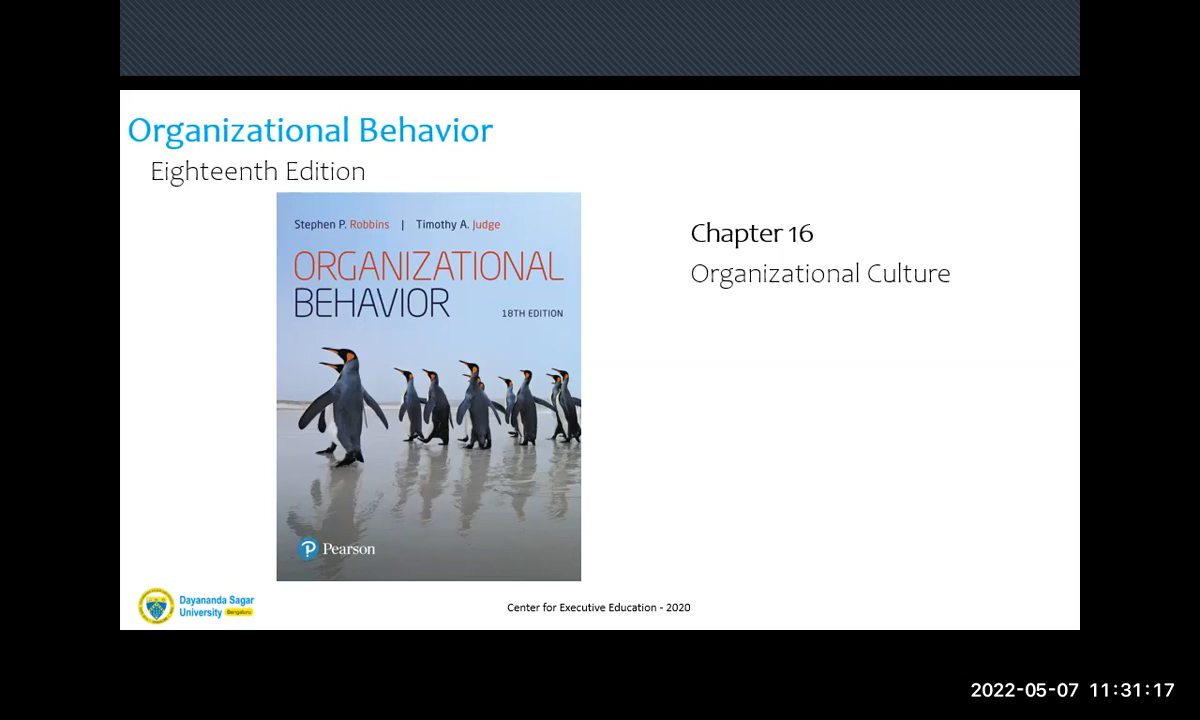 Organizational Behavior
Eighteenth Edition
Stephen P. Robbins | Timothy A. Judge
ORGANIZATIONAL
BEHAVIOR
18TH EDITION
Pearson
Chapter 16
Organizational Culture
Dayananda Sagar
University Bengaluru
Center for Executive Education - 2020
2022-05-07 11:31:17